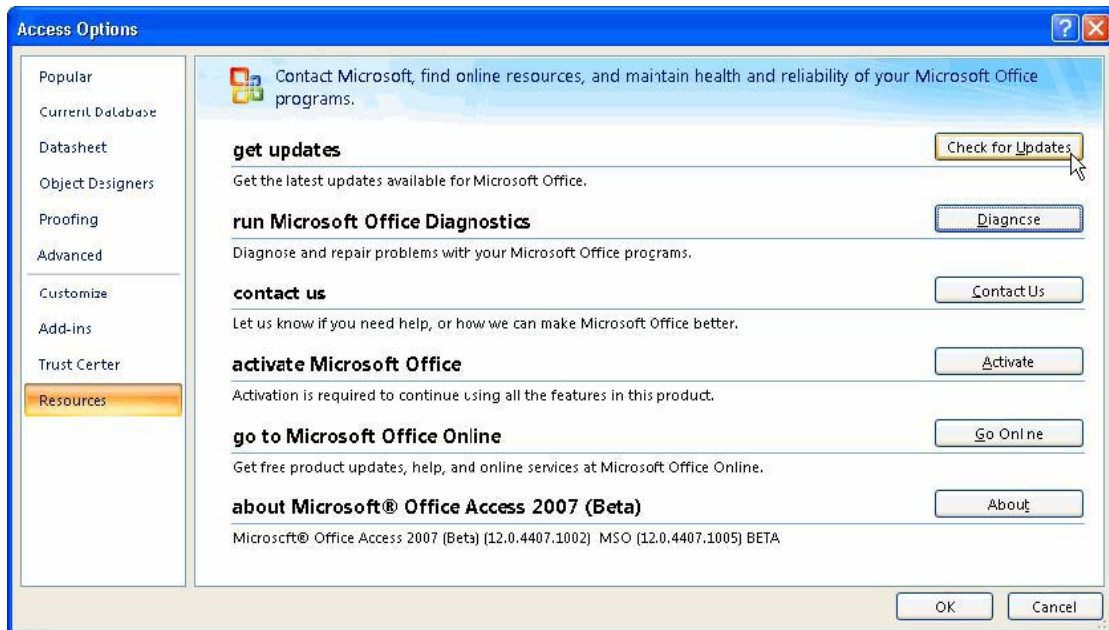 Access Options
Popular
Current Database
Datasheet
Object Designers
Proofing
Advanced
Customize
Add-ins
Trust Center
Resources
Contact Microsoft, find online resources, and maintain health and reliability of your Microsoft Office
programs.
get updates
Check for Updates
Get the latest updates available for Microsoft Office.
run Microsoft Office Diagnostics
Diagnose
Diagnose and repair problems with your Microsoft Office programs.
contact us
Contact Us
Let us know if you need help, or how we can make Microsoft Office better.
activate Microsoft Office
Activate
Activation is required to continue using all the features in this product.
go to Microsoft Office Online
Go Online
Get free product updates, help, and online services at Microsoft Office Online.
about Microsoft® Office Access 2007 (Beta)
About
Microsoft® Office Access 2007 (Beta) (12.0.4407.1002) MSO (12.0.4407.1005) BETA
OK
Cancel